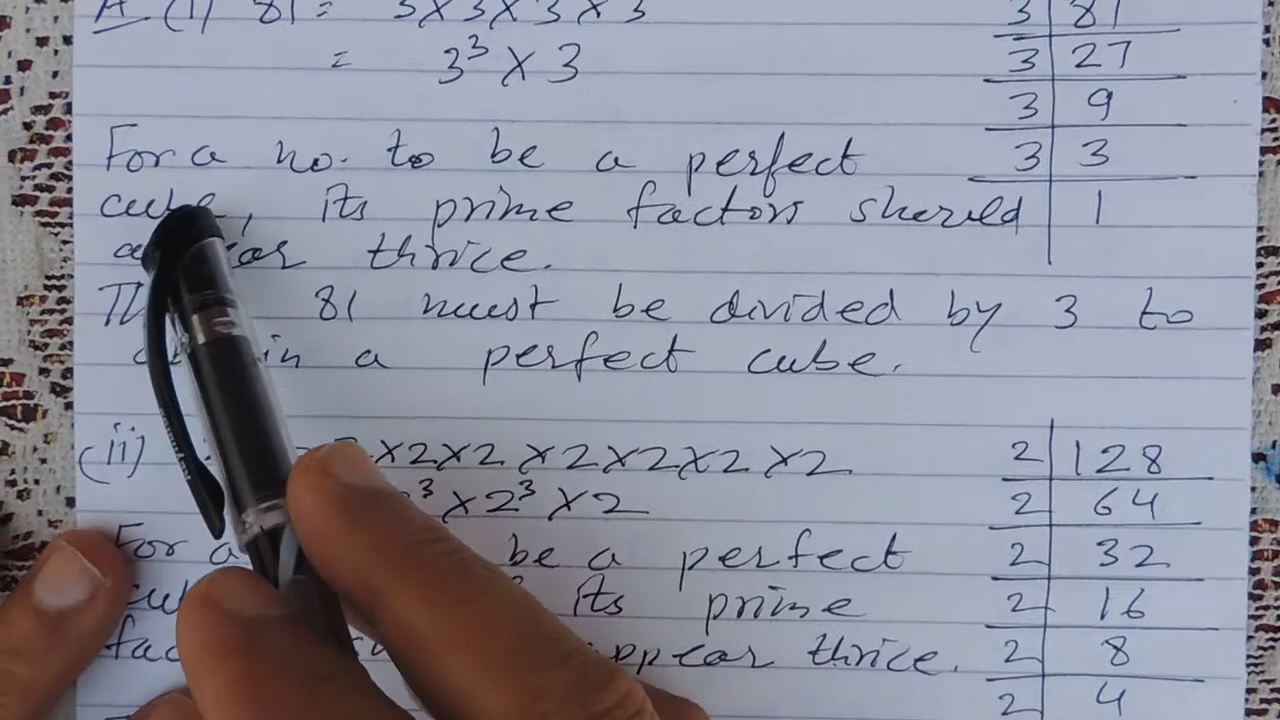 A (i) 81 = 3×3×3×3
= 3³ × 3
For a no. to be a perfect
cube, its prime factors should
thrice.
81 must be divided by 3 to
in a perfect cube.
3 | 81
3 | 27
3 | 9
3 | 3
1
(ii) ×2×2×2×2×2×2
³ × 2³ × 2
For a be a perfect
its prime
appear thrice.
2 | 128
2 | 64
2 | 32
2 | 16
2 | 8
2 | 4